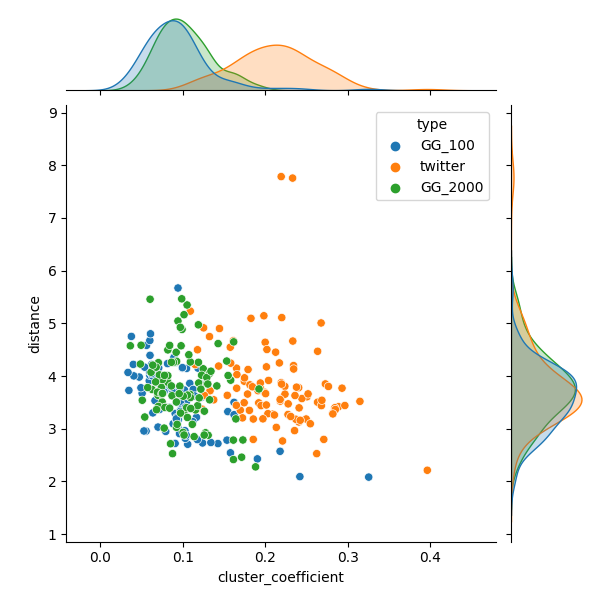 type
GG_100
twitter
GG_2000
9
8
7
6
5
4
3
2
1
distance
0.0 0.1 0.2 0.3 0.4
cluster_coefficient